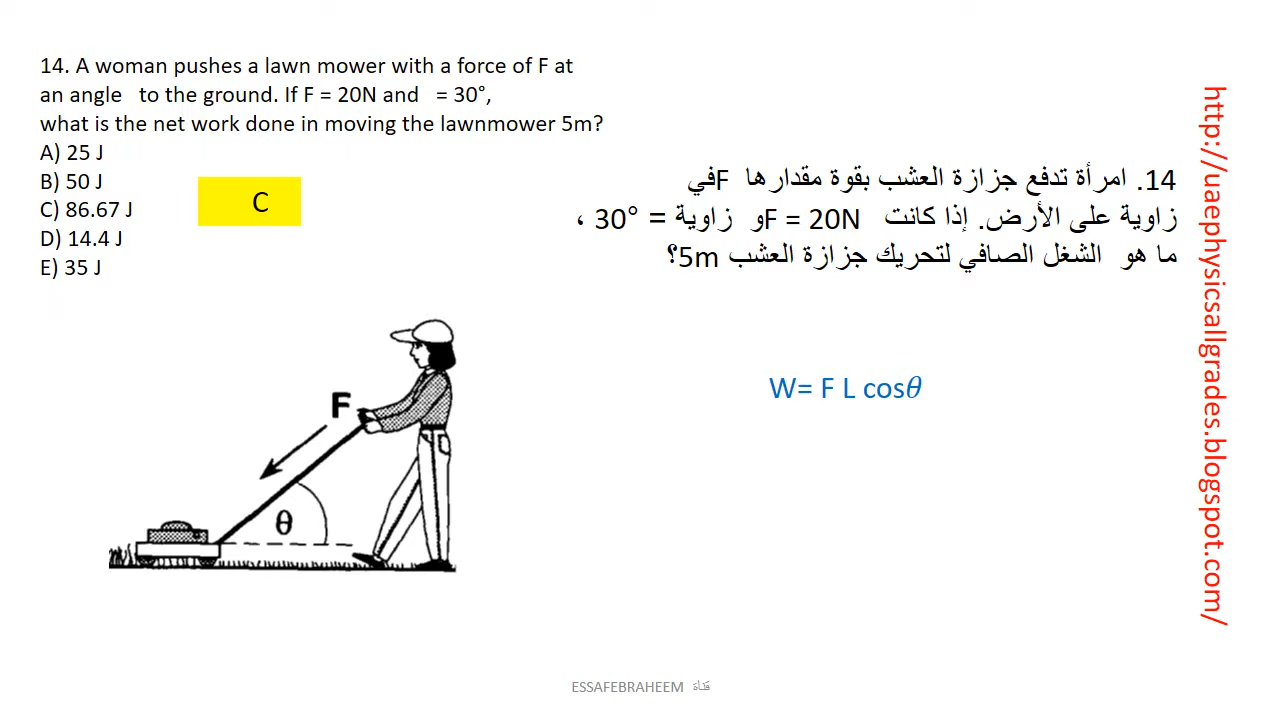 14. A woman pushes a lawn mower with a force of F at
an angle to the ground. If F = 20N and = 30°,
what is the net work done in moving the lawnmower 5m?
A) 25 J
B) 50 J
C) 86.67 J
D) 14.4 J
E) 35 J
C
14. امرأة تدفع جزازة العشب بقوة مقدارها F في
زاوية على الأرض. إذا كانت F = 20N و زاوية = 30° ،
ما هو الشغل الصافي لتحريك جزازة العشب 5m؟
W= F L cosθ
F
θ
http://uaephysicsallgrades.blogspot.com/
ESSAFEBRAHEEM قناة